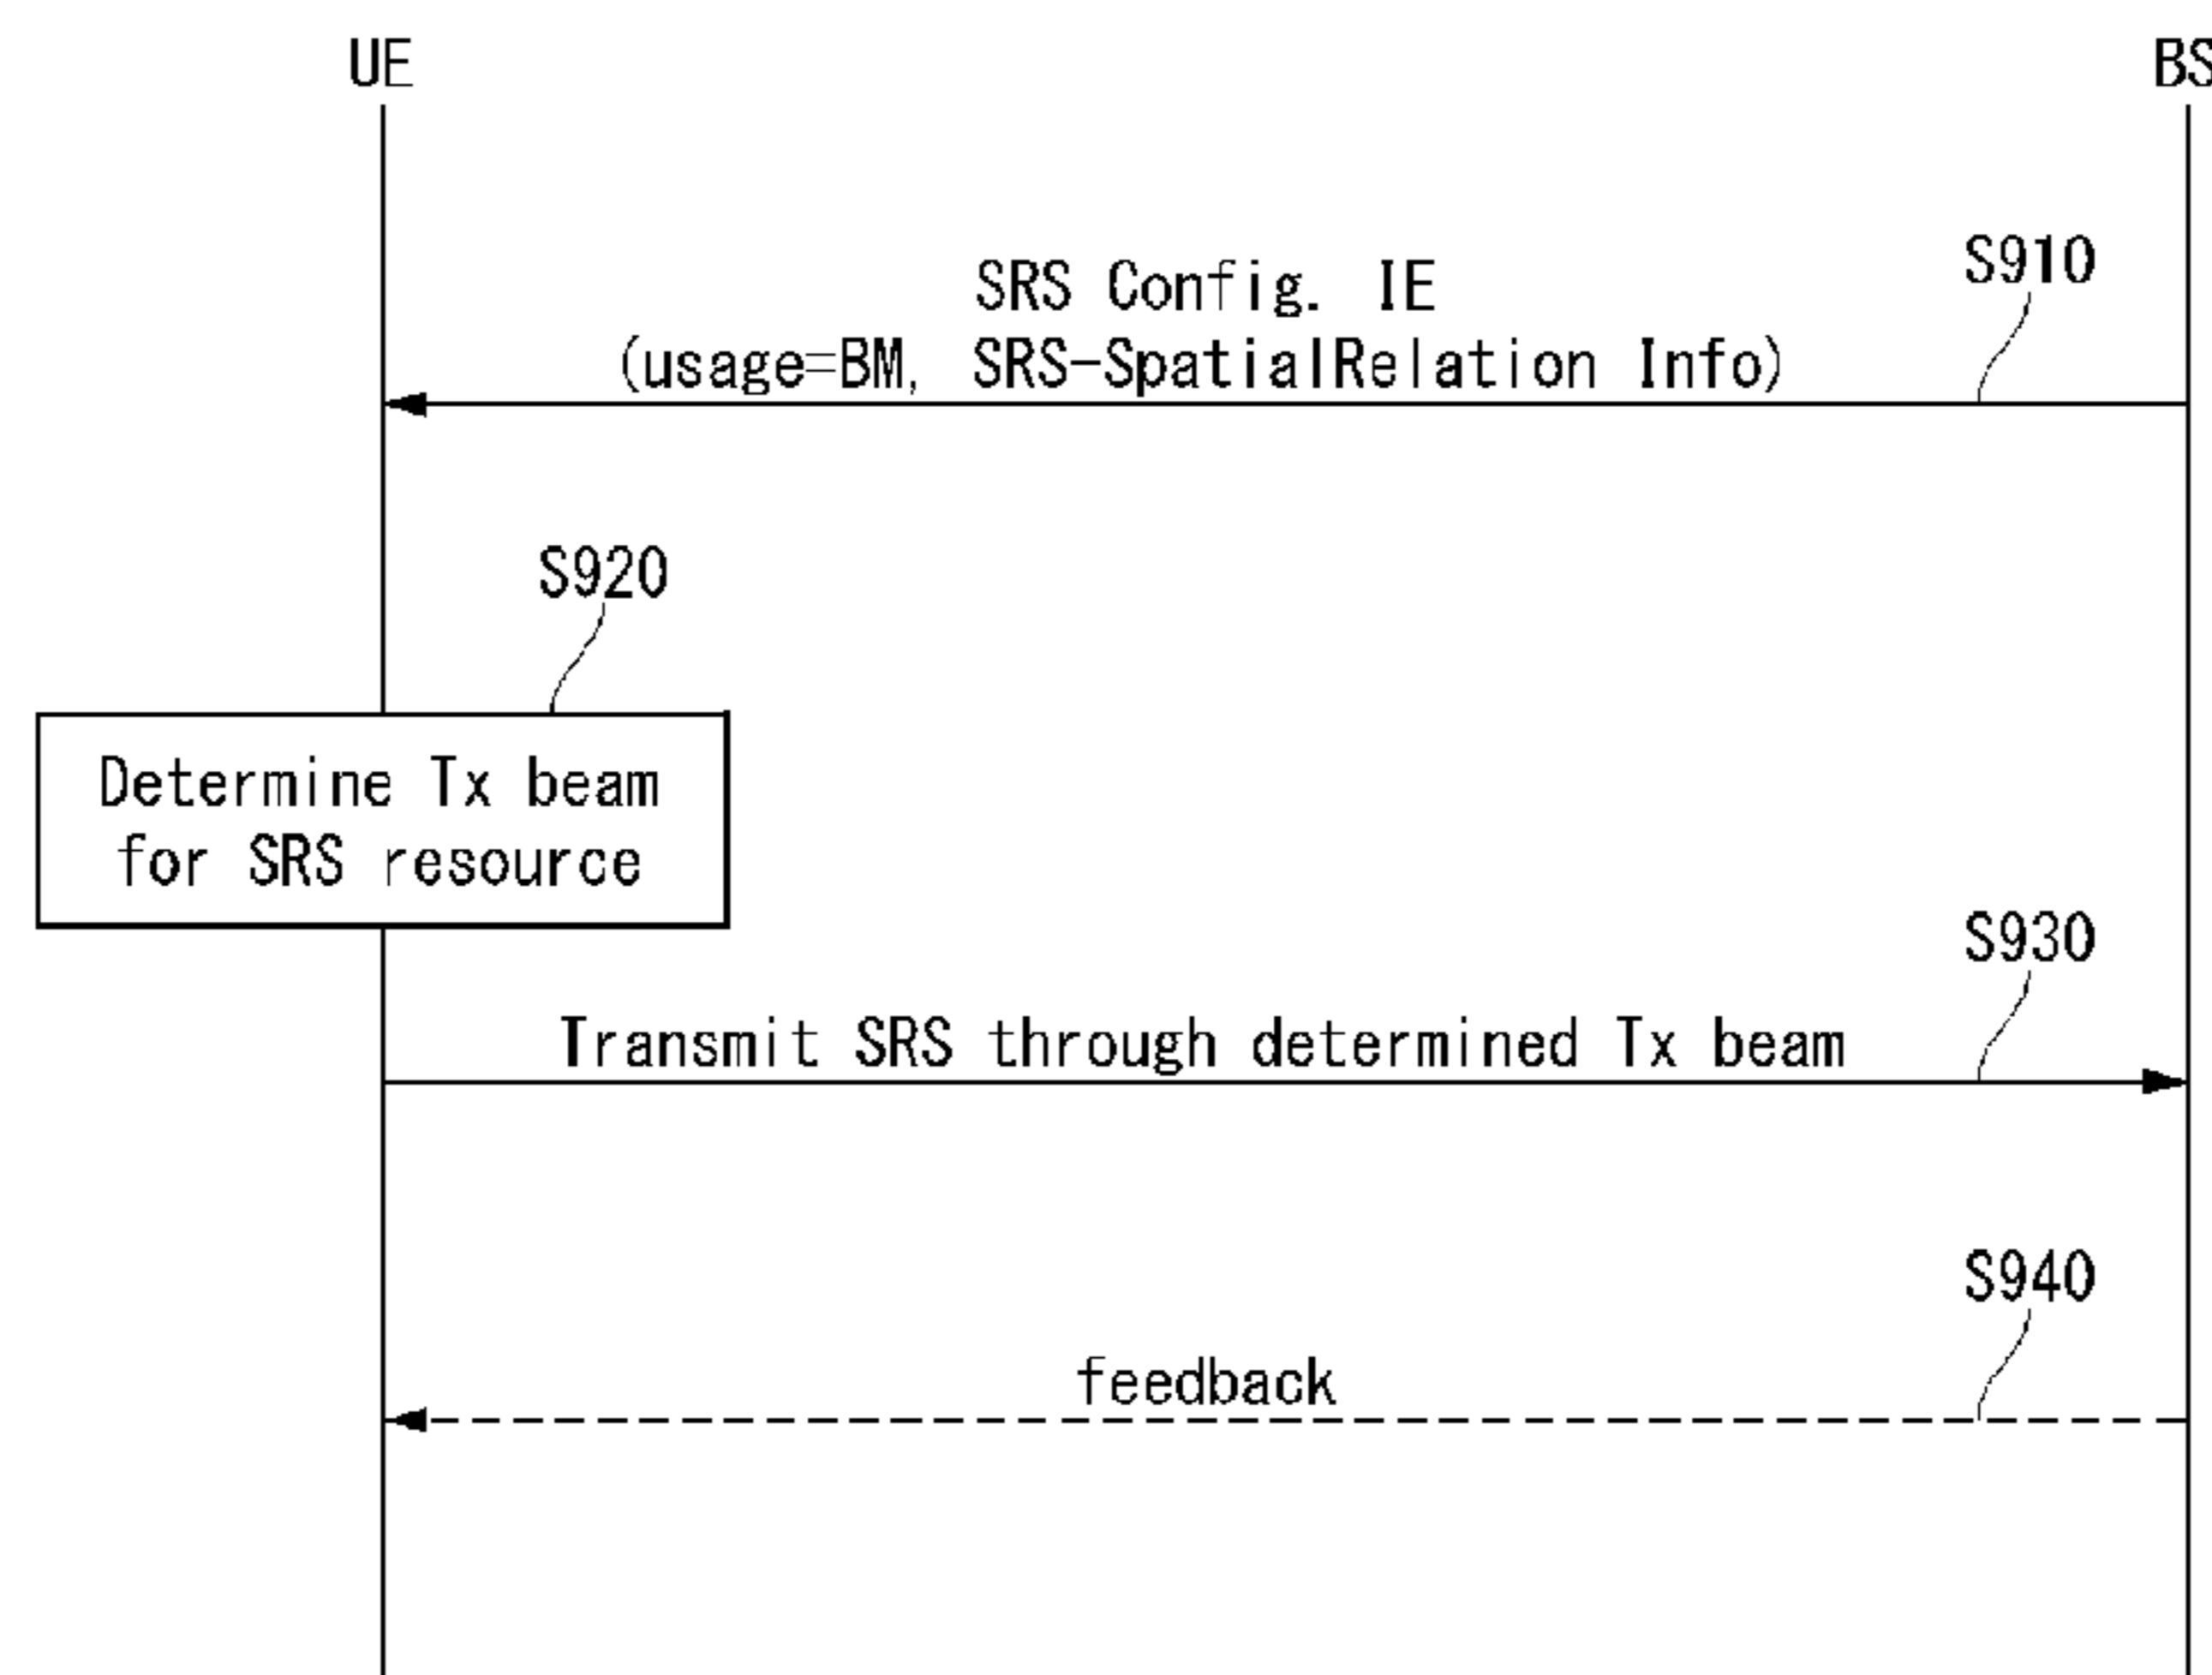 UE
BS
S910
SRS Config. IE
(usage=BM, SRS-SpatialRelation Info)
S920
Determine Tx beam
for SRS resource
S930
Transmit SRS through determined Tx beam
S940
feedback